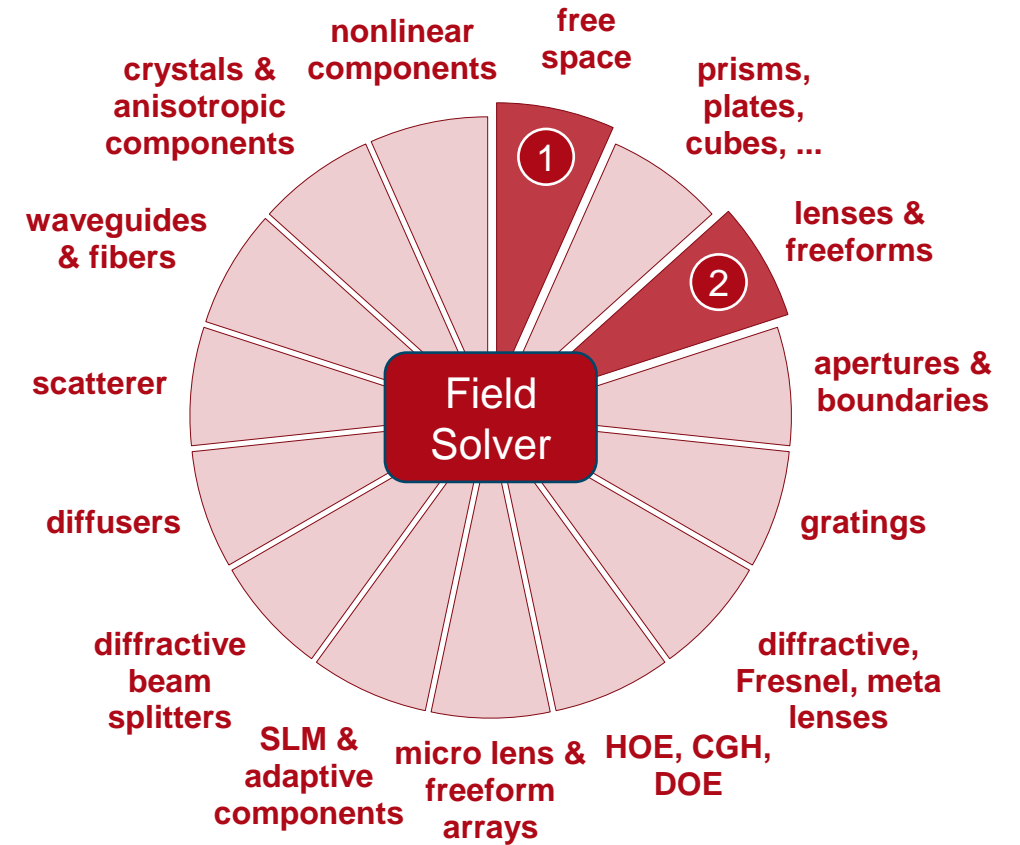 free
space
prisms,
plates,
cubes, ...
lenses &
freeforms
apertures &
boundaries
gratings
diffractive,
Fresnel, meta
lenses
HOE, CGH,
DOE
micro lens &
freeform
arrays
SLM &
adaptive
components
diffractive
beam
splitters
diffusers
scatterer
waveguides
& fibers
crystals &
anisotropic
components
nonlinear
components
1
2
Field
Solver